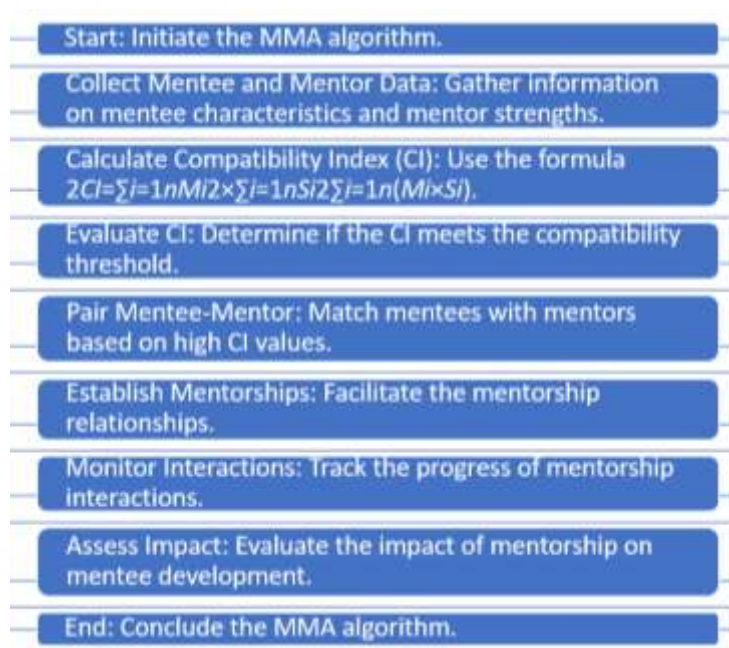 Start: Initiate the MMA algorithm.
Collect Mentee and Mentor Data: Gather information
on mentee characteristics and mentor strengths.
Calculate Compatibility Index (CI): Use the formula
2CI=∑i=1nMi2×∑i=1nSi2∑i=1n(Mi×Si).
Evaluate CI: Determine if the CI meets the compatibility
threshold.
Pair Mentee-Mentor: Match mentees with mentors
based on high CI values.
Establish Mentorships: Facilitate the mentorship
relationships.
Monitor Interactions: Track the progress of mentorship
interactions.
Assess Impact: Evaluate the impact of mentorship on
mentee development.
End: Conclude the MMA algorithm.